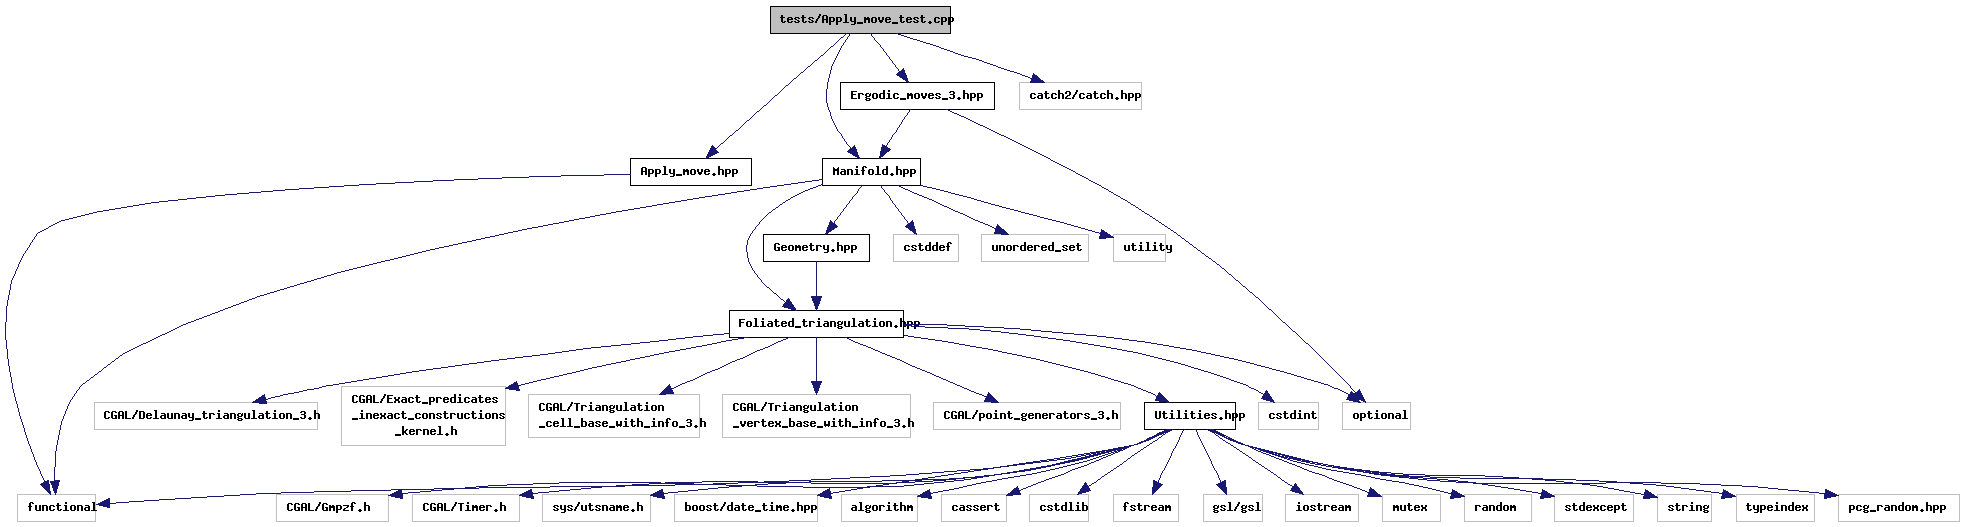 tests/Apply_move_test.cpp
Ergodic_moves_3.hpp
catch2/catch.hpp
Apply_move.hpp
Manifold.hpp
Geometry.hpp
cstddef
unordered_set
utility
Foliated_triangulation.hpp
CGAL/Delaunay_triangulation_3.h
CGAL/Exact_predicates
_inexact_constructions
_kernel.h
CGAL/Triangulation
_cell_base_with_info_3.h
CGAL/Triangulation
_vertex_base_with_info_3.h
CGAL/point_generators_3.h
Utilities.hpp
cstdint
optional
functional
CGAL/Gmpzf.h
CGAL/Timer.h
sys/utsname.h
boost/date_time.hpp
algorithm
cassert
cstdlib
fstream
gsl/gsl
iostream
mutex
random
stdexcept
string
typeindex
pcg_random.hpp